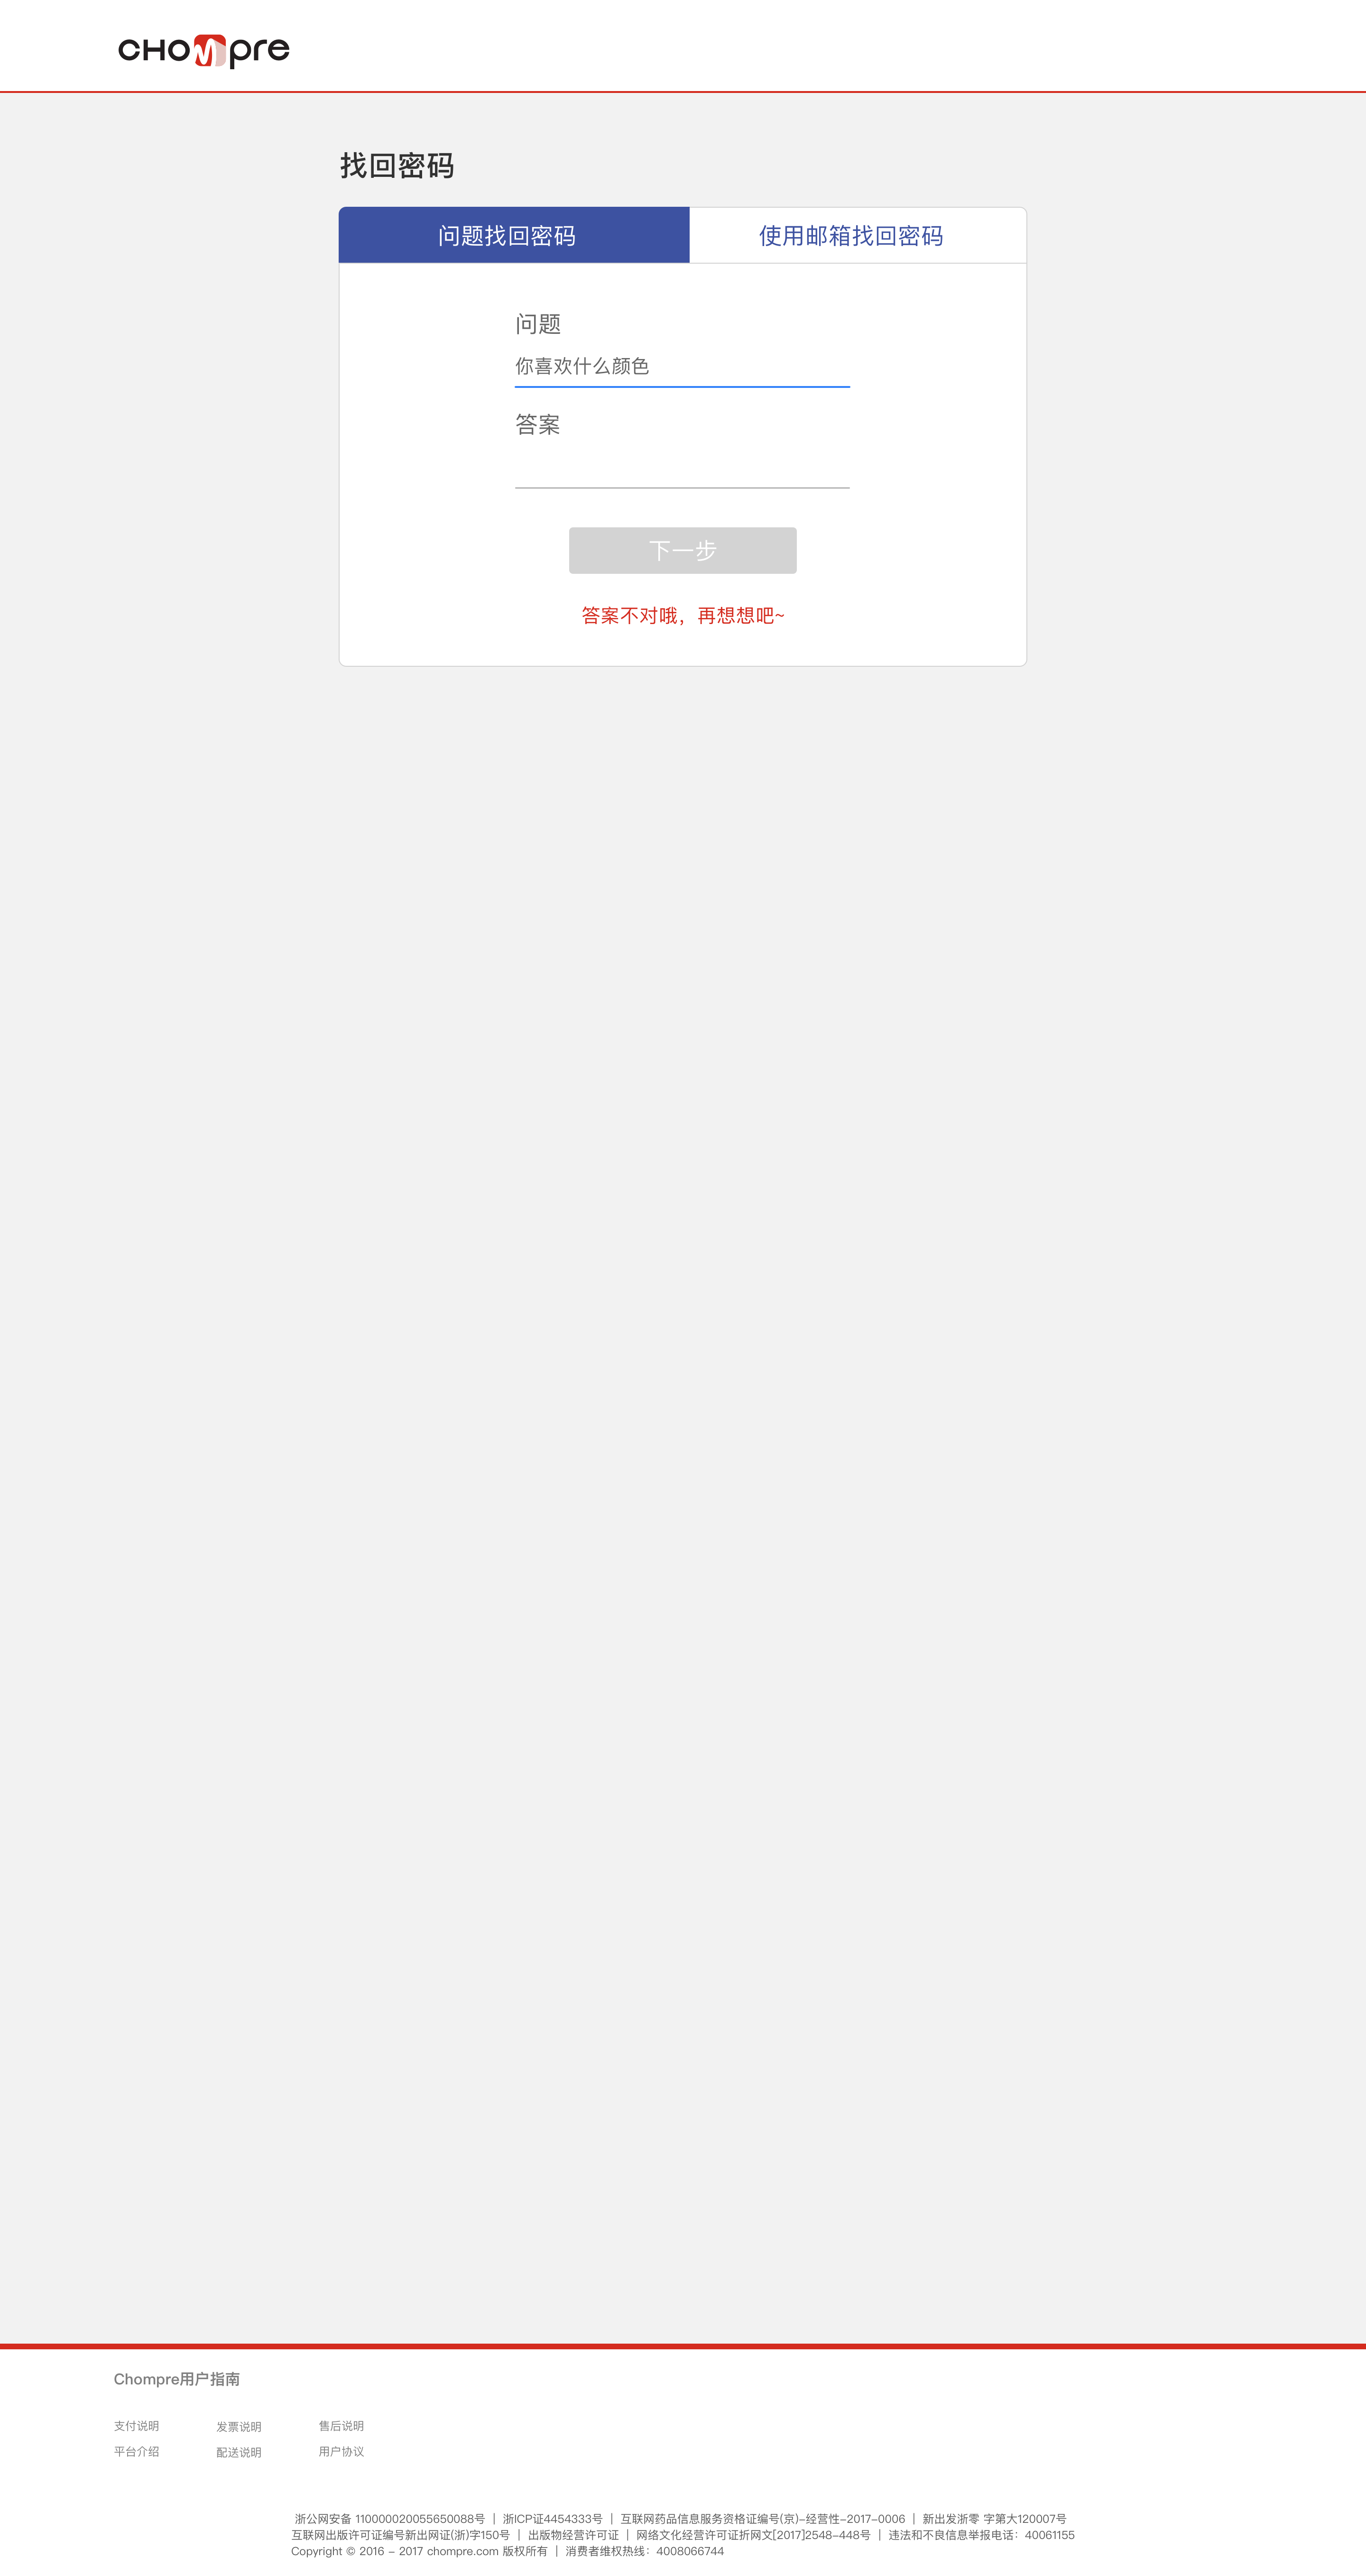 CHOMpre
找回密码
问题找回密码
使用邮箱找回密码
问题
你喜欢什么颜色
答案
下一步
答案不对哦，再想想吧~
Chompre用户指南
支付说明 发票说明 售后说明
平台介绍 配送说明 用户协议
浙公网安备 110000020055650088号 | 浙ICP证4454333号 | 互联网药品信息服务资格证编号(京)-经营性-2017-0006 | 新出发浙零 字第大120007号
互联网出版许可证编号新出网证(浙)字150号 | 出版物经营许可证 | 网络文化经营许可证折网文[2017]2548-448号 | 违法和不良信息举报电话：40061155
Copyright © 2016 - 2017 chompre.com 版权所有 | 消费者维权热线：4008066744